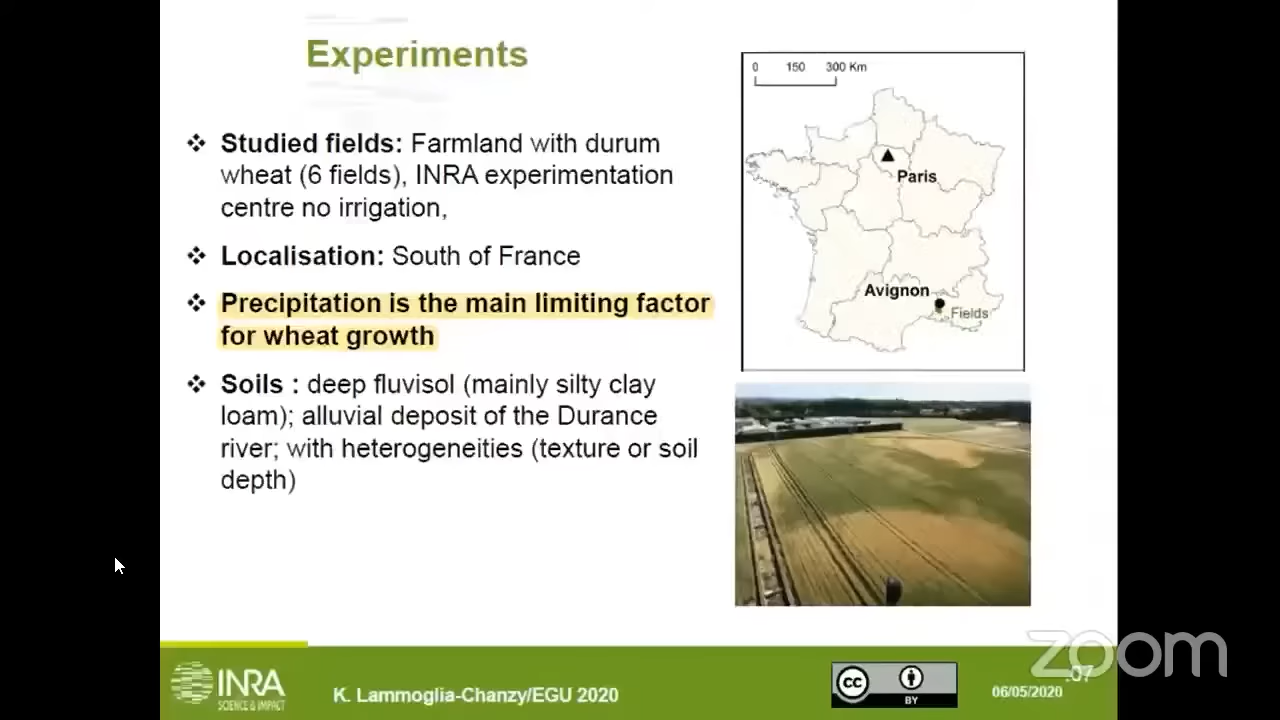 Experiments
❖ Studied fields: Farmland with durum
wheat (6 fields), INRA experimentation
centre no irrigation,
❖ Localisation: South of France
❖ Precipitation is the main limiting factor
for wheat growth
❖ Soils : deep fluvisol (mainly silty clay
loam); alluvial deposit of the Durance
river; with heterogeneities (texture or soil
depth)
0 150 300 Km
Paris
Avignon
Fields
INRA
SCIENCE & IMPACT
K. Lammoglia-Chanzy/EGU 2020
cc
BY
06/05/2020
.07
zoom